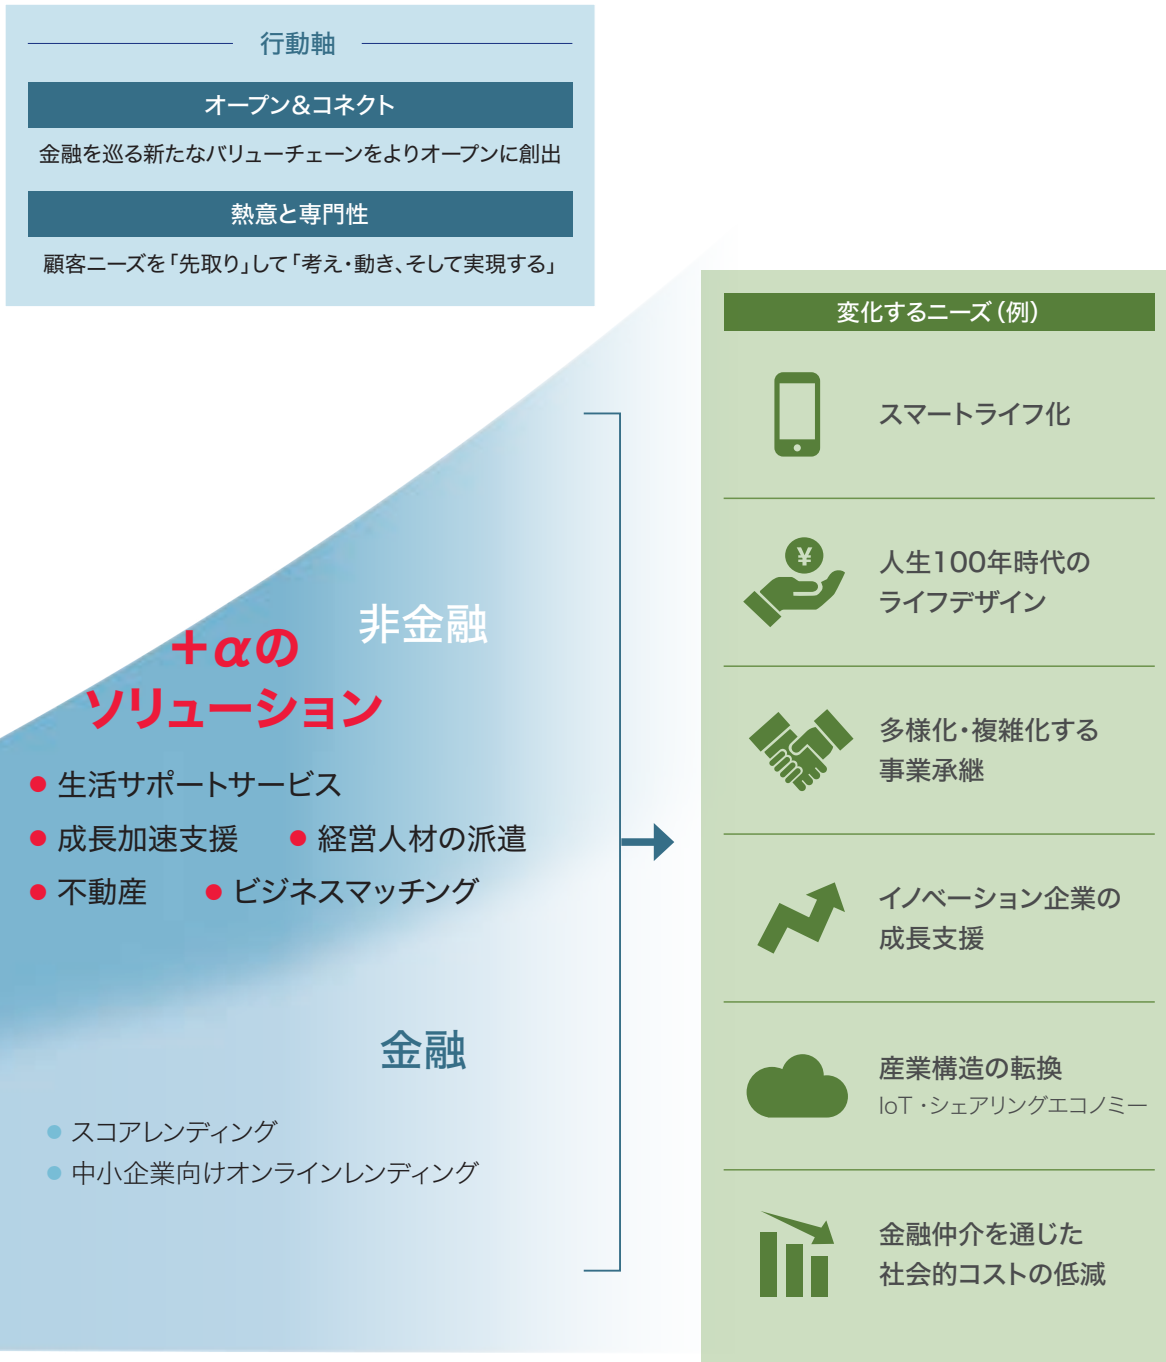 行動軸
オープン&コネクト
金融を巡る新たなバリューチェーンをよりオープンに創出
熱意と専門性
顧客ニーズを「先取り」して「考え・動き、そして実現する」
非金融
+αの
ソリューション
● 生活サポートサービス
● 成長加速支援 ● 経営人材の派遣
● 不動産 ● ビジネスマッチング
金融
● スコアレンディング
● 中小企業向けオンラインレンディング
変化するニーズ(例)
スマートライフ化
¥
人生100年時代の
ライフデザイン
多様化・複雑化する
事業承継
イノベーション企業の
成長支援
産業構造の転換
IoT・シェアリングエコノミー
金融仲介を通じた
社会的コストの低減